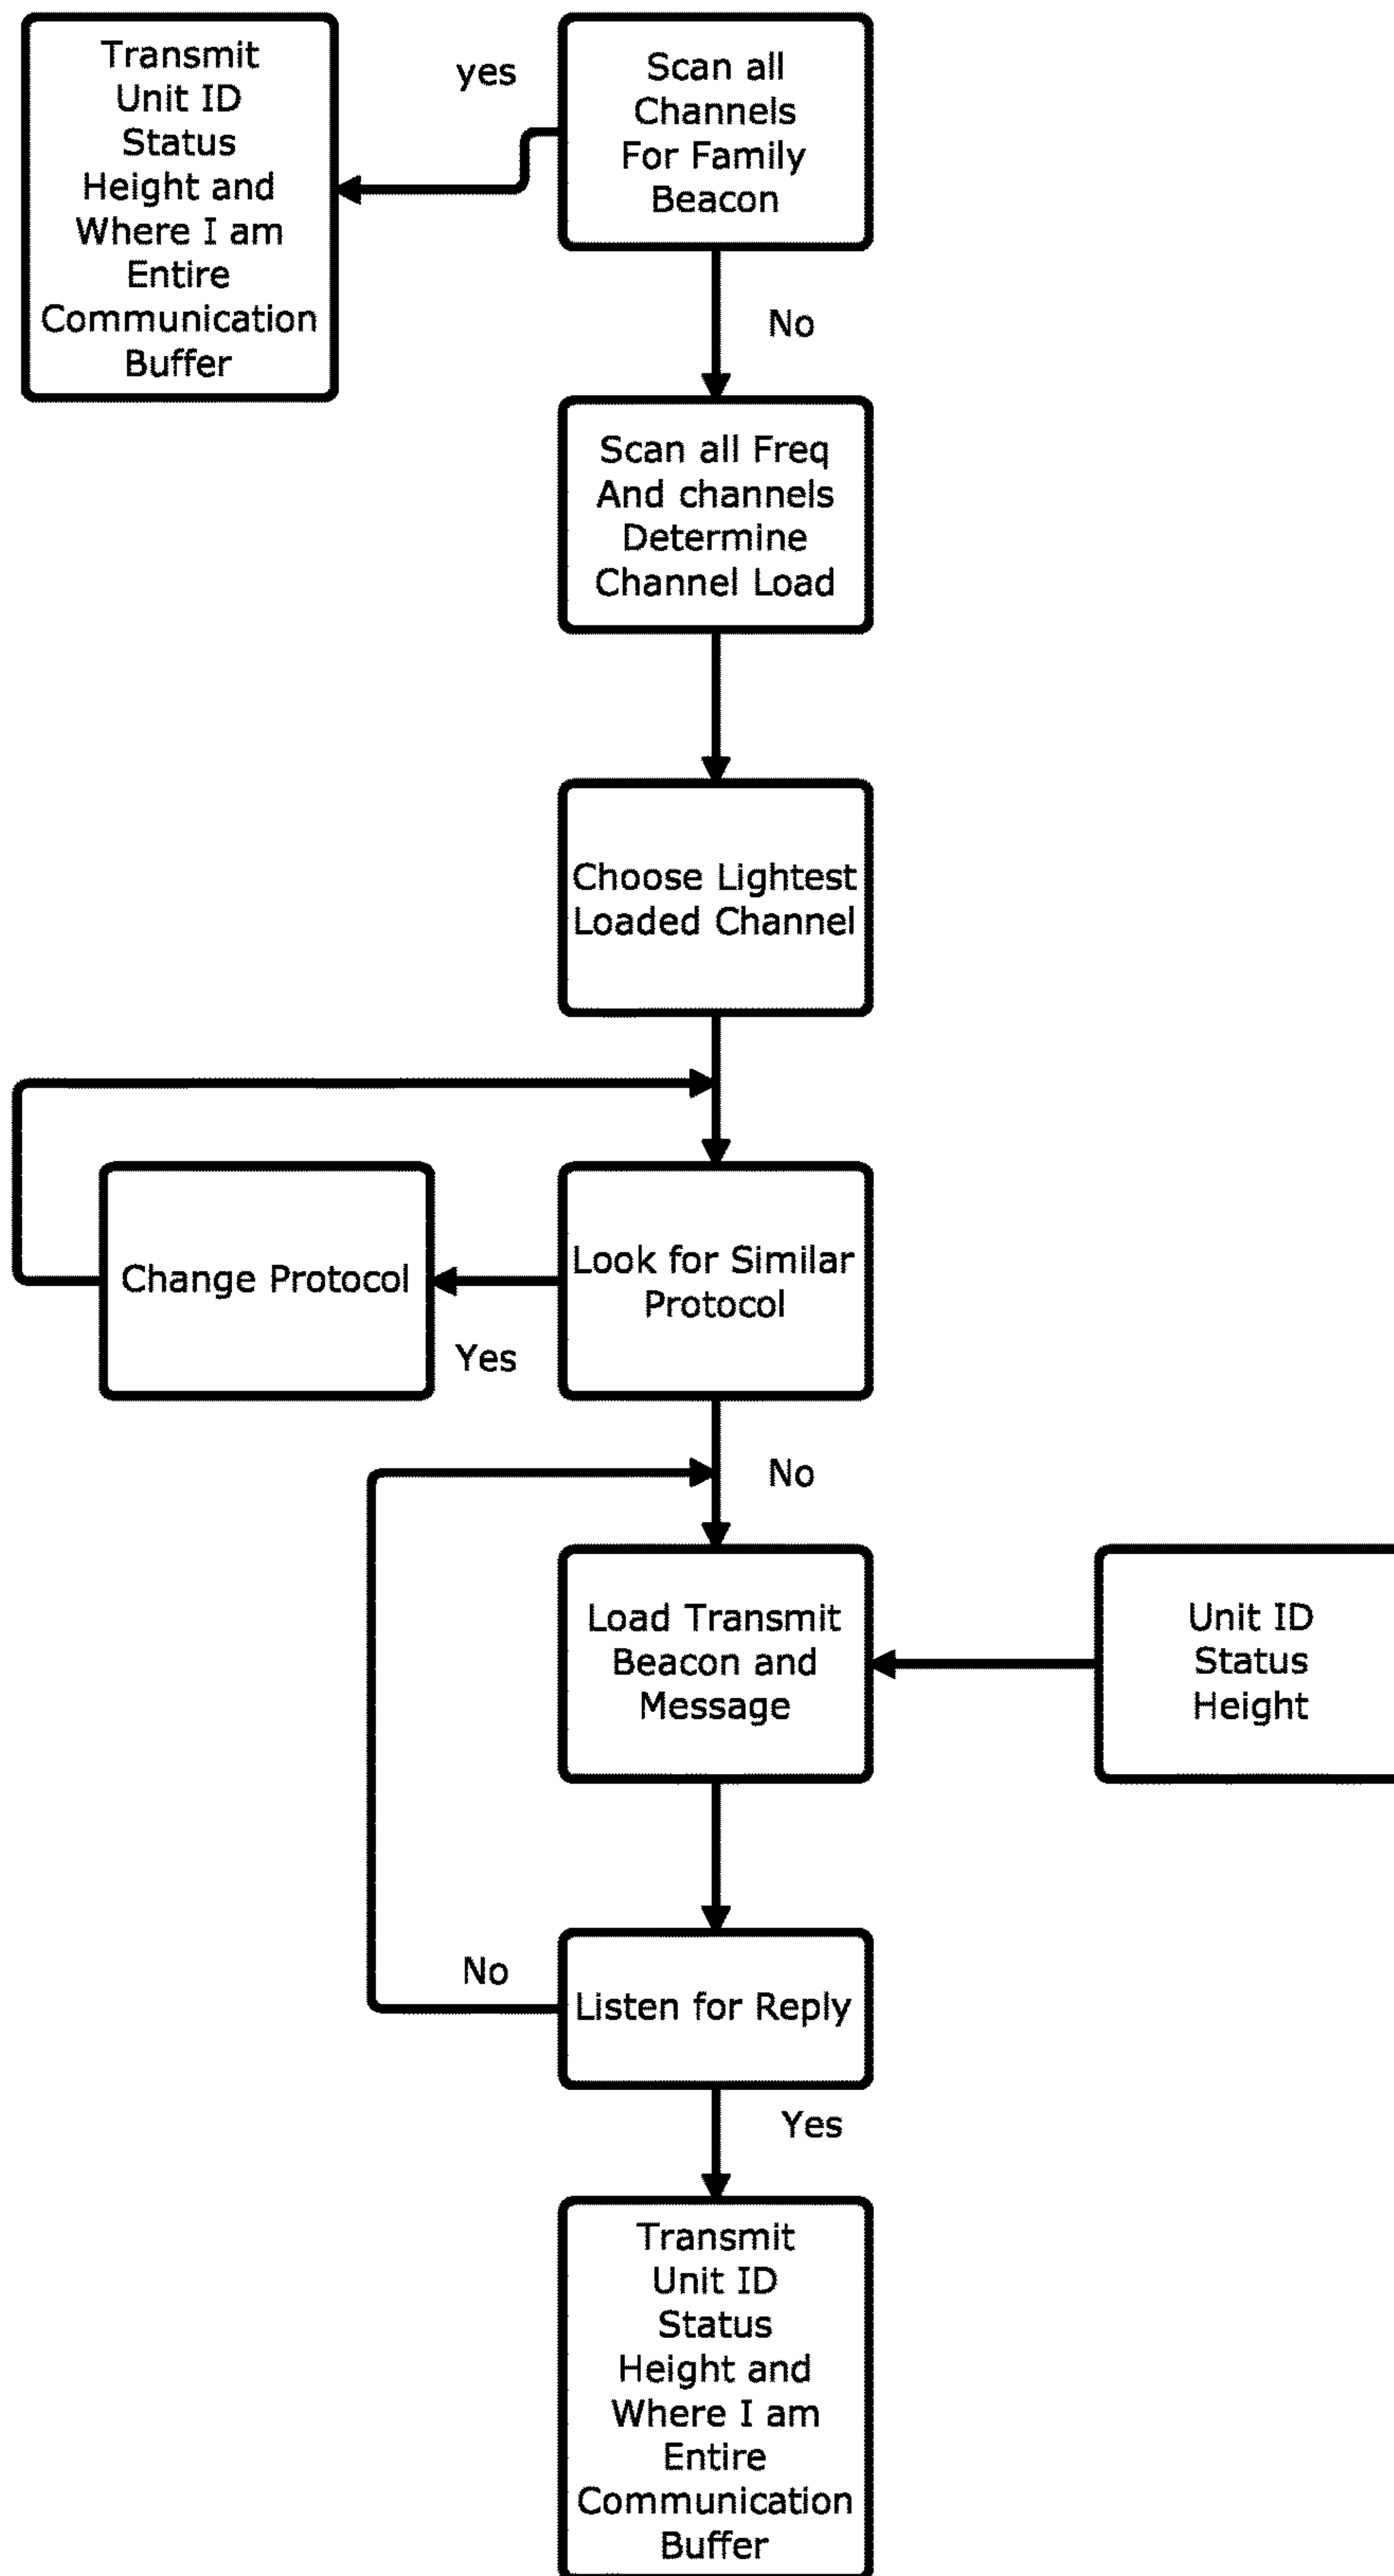 Transmit
Unit ID
Status
Height and
Where I am
Entire
Communication
Buffer
yes
Scan all
Channels
For Family
Beacon
No
Scan all Freq
And channels
Determine
Channel Load
Choose Lightest
Loaded Channel
Change Protocol
Yes
Look for Similar
Protocol
No
Load Transmit
Beacon and
Message
Unit ID
Status
Height
No
Listen for Reply
Yes
Transmit
Unit ID
Status
Height and
Where I am
Entire
Communication
Buffer